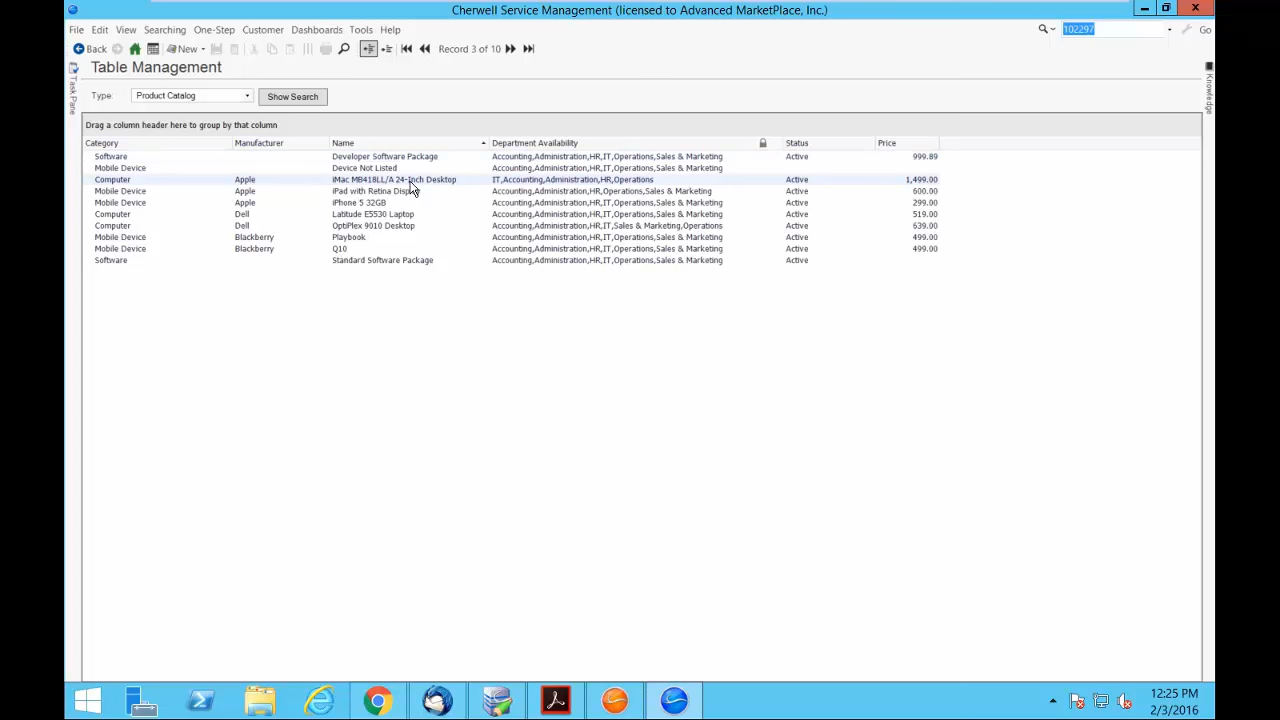 Cherwell Service Management (licensed to Advanced MarketPlace, Inc.)
File Edit View Searching One-Step Customer Dashboards Tools Help 102297 Go
Back New Record 3 of 10
Table Management
Task Pane
Knowledge
Type: Product Catalog Show Search
Drag a column header here to group by that column
Category Manufacturer Name Department Availability Status Price
Software Developer Software Package Accounting,Administration,HR,IT,Operations,Sales & Marketing Active 999.89
Mobile Device Device Not Listed Accounting,Administration,HR,IT,Operations,Sales & Marketing Active
Computer Apple iMac MB418LL/A 24-Inch Desktop IT,Accounting,Administration,HR,Operations Active 1,499.00
Mobile Device Apple iPad with Retina Display Accounting,Administration,HR,Operations,Sales & Marketing Active 600.00
Mobile Device Apple iPhone 5 32GB Accounting,Administration,HR,IT,Operations,Sales & Marketing Active 299.00
Computer Dell Latitude E5530 Laptop Accounting,Administration,HR,IT,Operations,Sales & Marketing Active 519.00
Computer Dell OptiPlex 9010 Desktop Accounting,Administration,HR,IT,Sales & Marketing,Operations Active 639.00
Mobile Device Blackberry Playbook Accounting,Administration,HR,IT,Operations,Sales & Marketing Active 499.00
Mobile Device Blackberry Q10 Accounting,Administration,HR,IT,Operations,Sales & Marketing Active 499.00
Software Standard Software Package Accounting,Administration,HR,IT,Operations,Sales & Marketing Active
12:25 PM
2/3/2016